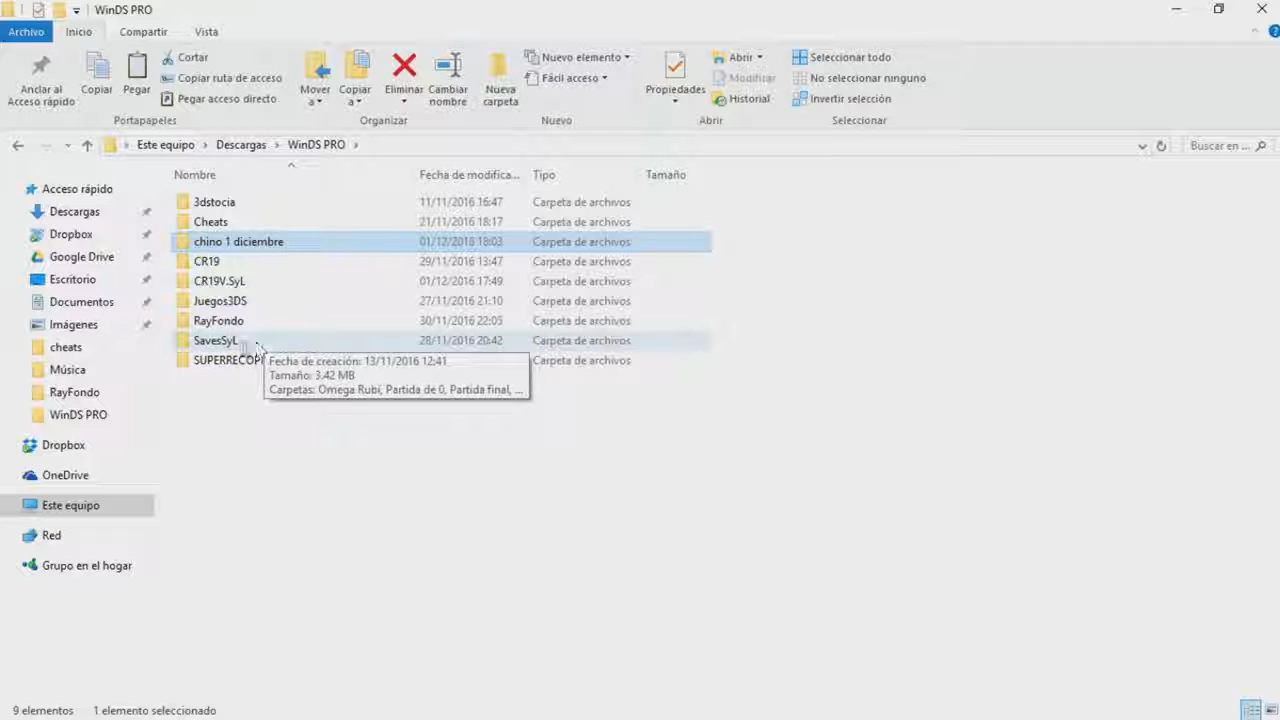 WinDS PRO
Archivo Inicio Compartir Vista
Anclar al Acceso rápido
Copiar
Pegar
Cortar
Copiar ruta de acceso
Pegar acceso directo
Portapapeles
Mover a
Copiar a
Eliminar
Cambiar nombre
Organizar
Nueva carpeta
Nuevo elemento
Fácil acceso
Nuevo
Propiedades
Abrir
Modificar
Historial
Abrir
Seleccionar todo
No seleccionar ninguno
Invertir selección
Seleccionar
Este equipo > Descargas > WinDS PRO >
Buscar en ...
Nombre Fecha de modifica... Tipo Tamaño
3dstocia 11/11/2016 16:47 Carpeta de archivos
Cheats 21/11/2016 18:17 Carpeta de archivos
chino 1 diciembre 01/12/2016 18:03 Carpeta de archivos
CR19 29/11/2016 13:47 Carpeta de archivos
CR19V.SyL 01/12/2016 17:49 Carpeta de archivos
Juegos3DS 27/11/2016 21:10 Carpeta de archivos
RayFondo 30/11/2016 22:05 Carpeta de archivos
SavesSyL 28/11/2016 20:42 Carpeta de archivos
Carpeta de archivos
Fecha de creación: 13/11/2016 12:41
Tamaño: 3.42 MB
Carpetas: Omega Rubí, Partida de 0, Partida final, ...
Acceso rápido
Descargas
Dropbox
Google Drive
Escritorio
Documentos
Imágenes
cheats
Música
RayFondo
WinDS PRO
Dropbox
OneDrive
Este equipo
Red
Grupo en el hogar
9 elementos 1 elemento seleccionado